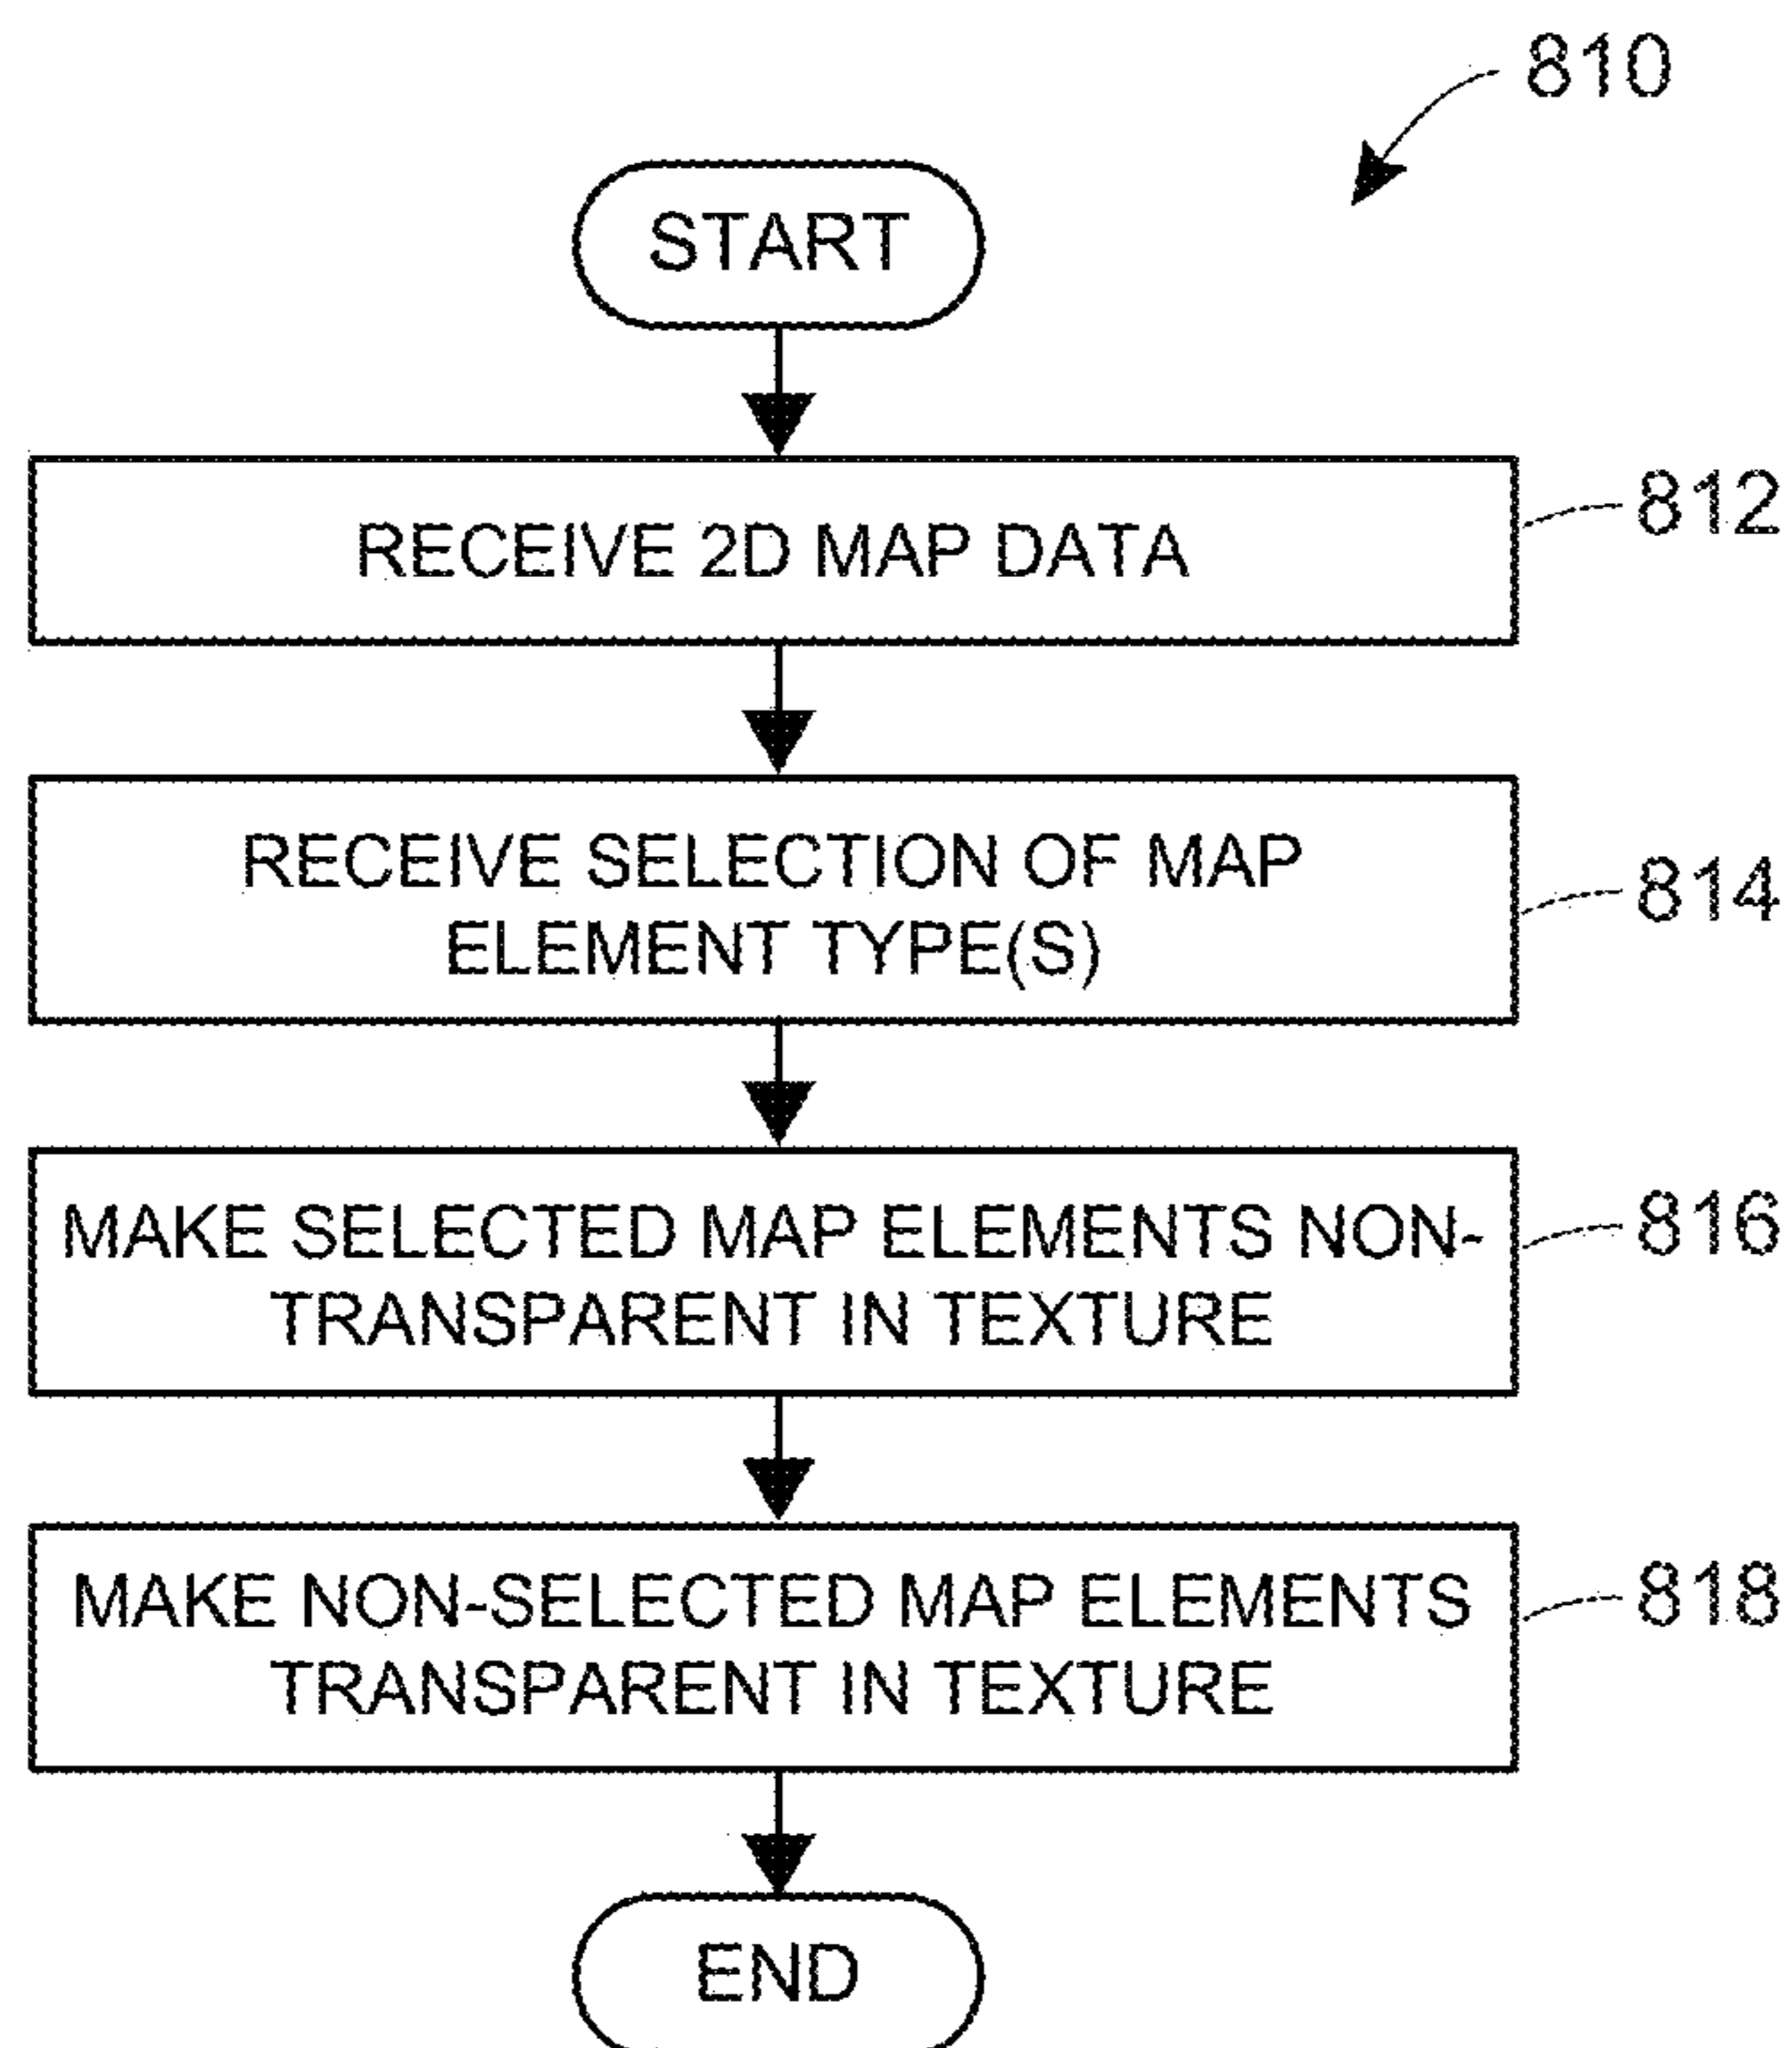 810
START
RECEIVE 2D MAP DATA
812
RECEIVE SELECTION OF MAP
ELEMENT TYPE(S)
814
MAKE SELECTED MAP ELEMENTS NON-
TRANSPARENT IN TEXTURE
816
MAKE NON-SELECTED MAP ELEMENTS
TRANSPARENT IN TEXTURE
818
END